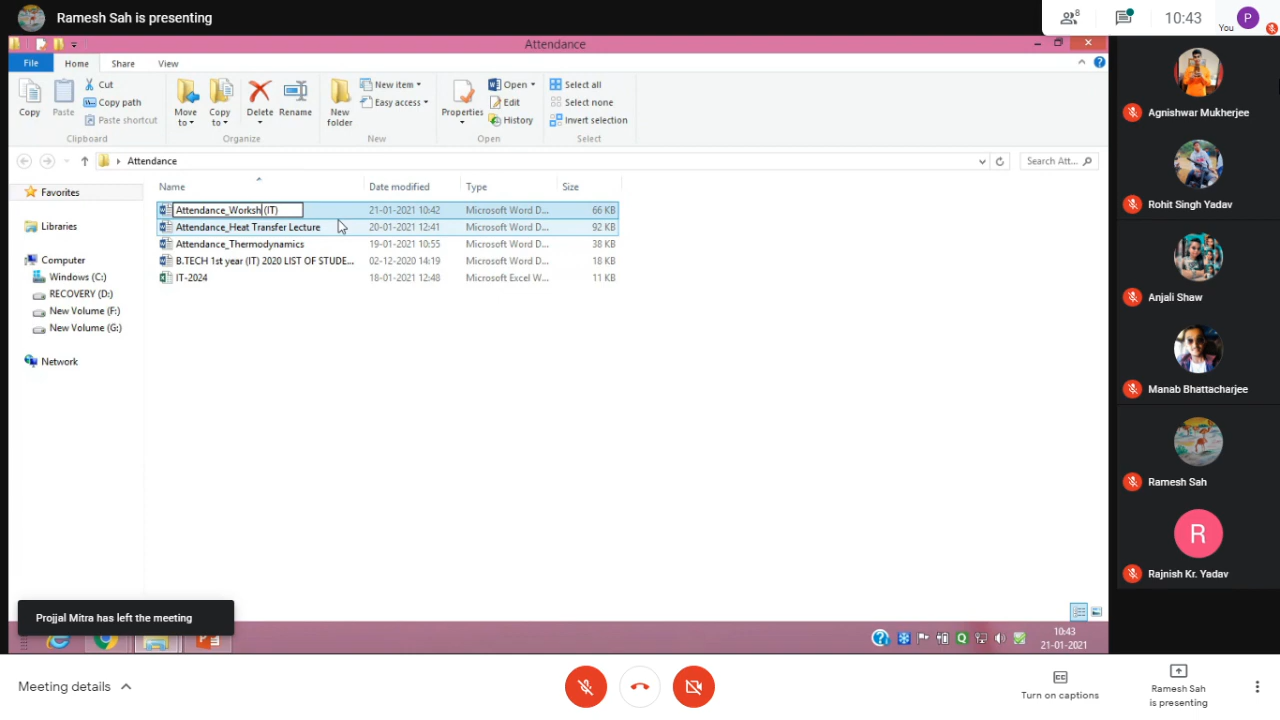 Ramesh Sah is presenting
8
10:43
You
P
Attendance
File Home Share View
Copy
Paste
Cut
Copy path
Paste shortcut
Clipboard
Move to
Copy to
Delete
Rename
Organize
New folder
New item
Easy access
New
Properties
Open
Edit
History
Open
Select all
Select none
Invert selection
Select
Attendance
Search Att...
Favorites
Libraries
Computer
Windows (C:)
RECOVERY (D:)
New Volume (F:)
New Volume (G:)
Network
Name Date modified Type Size
Attendance_Worksh (IT) 21-01-2021 10:42 Microsoft Word D... 66 KB
Attendance_Heat Transfer Lecture 20-01-2021 12:41 Microsoft Word D... 92 KB
Attendance_Thermodynamics 19-01-2021 10:55 Microsoft Word D... 38 KB
B.TECH 1st year (IT) 2020 LIST OF STUDE... 02-12-2020 14:19 Microsoft Word D... 18 KB
IT-2024 18-01-2021 12:48 Microsoft Excel W... 11 KB
Agnishwar Mukherjee
Rohit Singh Yadav
Anjali Shaw
Manab Bhattacharjee
Ramesh Sah
R
Rajnish Kr. Yadav
Projjal Mitra has left the meeting
10:43
21-01-2021
Meeting details
CC
Turn on captions
Ramesh Sah
is presenting